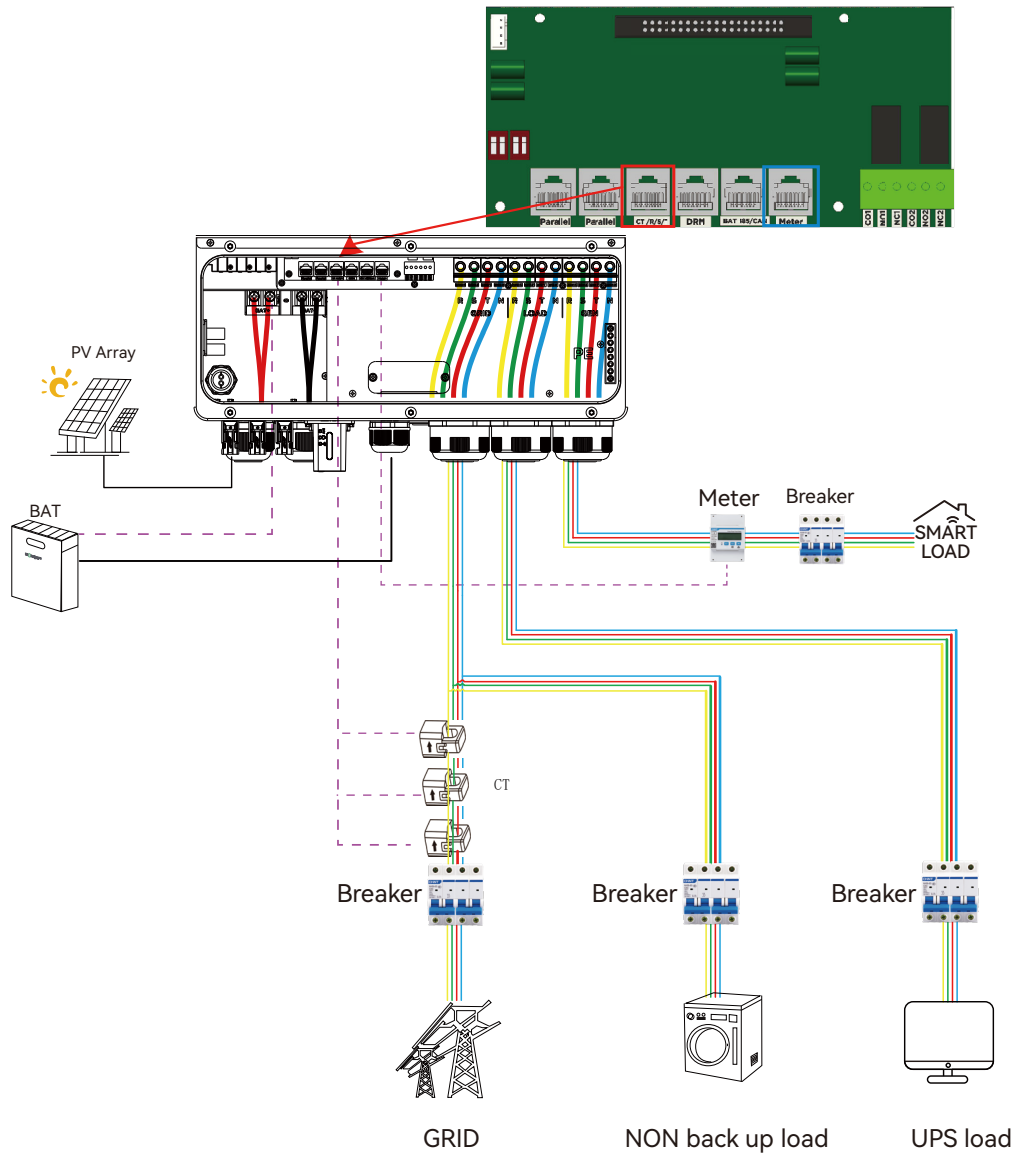 Parallel Parallel CT /R/S/T DRM BAT 485/CAN Meter
CO1
NO1
NC1
CO2
NO2
NC2
R S T N R S T N R S T N
GRID LOAD GEN
PE
PV Array
BAT
Meter
Breaker
SMART
LOAD
CT
Breaker
Breaker
Breaker
GRID
NON back up load
UPS load